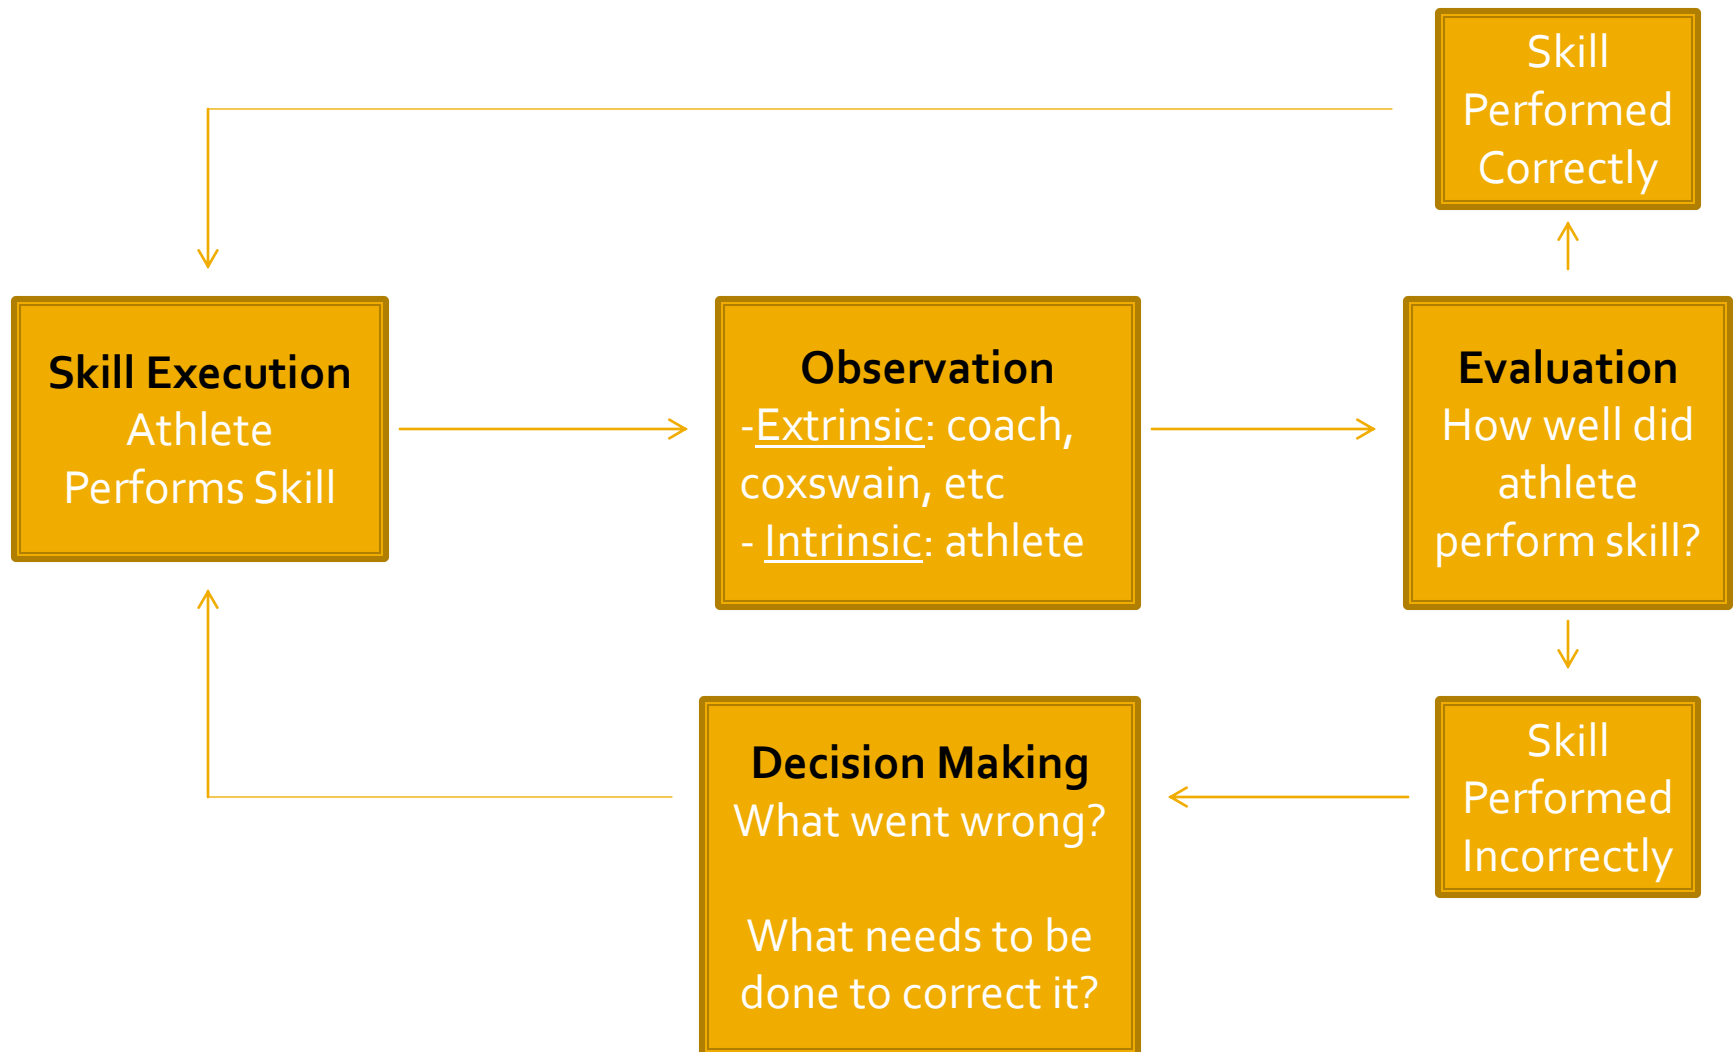 Skill
Performed
Correctly
Skill Execution
Athlete
Performs Skill
Observation
-Extrinsic: coach,
coxswain, etc
- Intrinsic: athlete
Evaluation
How well did
athlete
perform skill?
Decision Making
What went wrong?
What needs to be
done to correct it?
Skill
Performed
Incorrectly